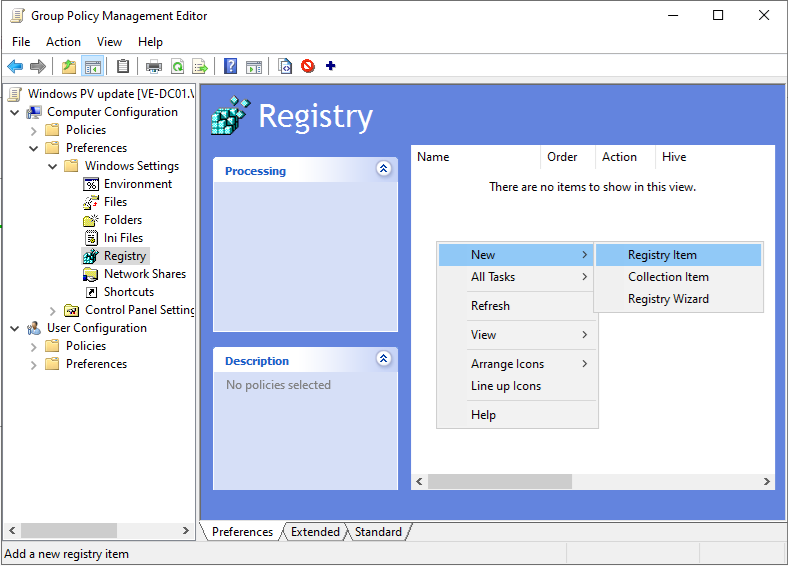 Group Policy Management Editor
File Action View Help
Windows PV update [VE-DC01.V
Computer Configuration
Policies
Preferences
Windows Settings
Environment
Files
Folders
Ini Files
Registry
Network Shares
Shortcuts
Control Panel Setting
User Configuration
Policies
Preferences
Registry
Processing
Description
No policies selected
Name Order Action Hive
There are no items to show in this view.
New
All Tasks
Refresh
View
Arrange Icons
Line up Icons
Help
Registry Item
Collection Item
Registry Wizard
Preferences Extended Standard
Add a new registry item